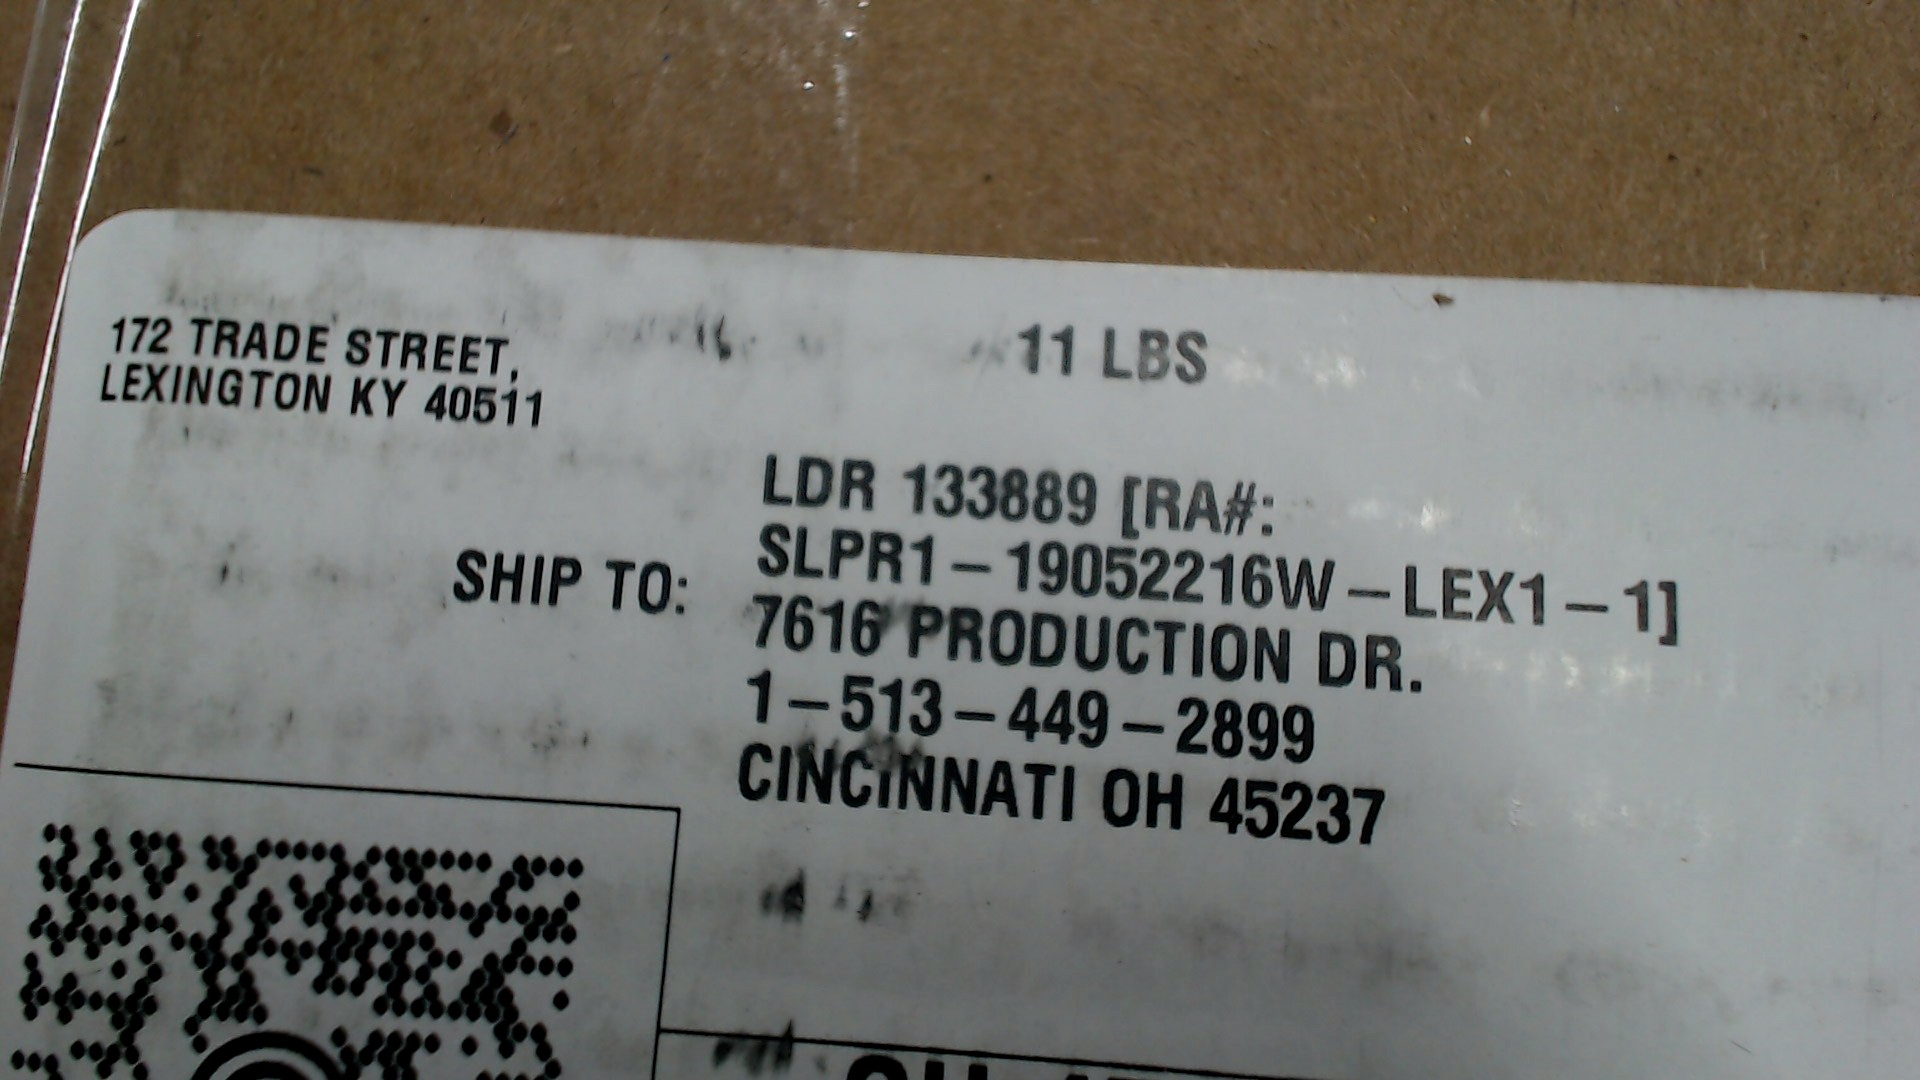 172 TRADE STREET,
LEXINGTON KY 40511
11 LBS
SHIP TO:
LDR 133889 [RA#:
SLPR1-19052216W-LEX1-1]
7616 PRODUCTION DR.
1-513-449-2899
CINCINNATI OH 45237
OH